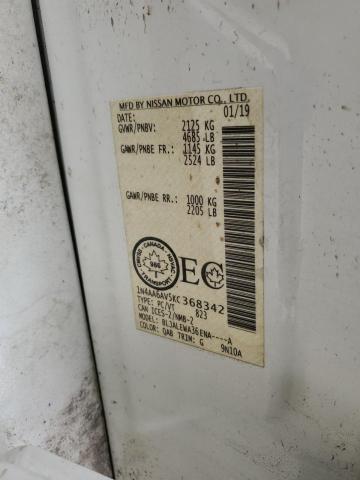 MFD BY NISSAN MOTOR CO., LTD.
DATE: 01/19
GVWR/PNBV: 2125 KG
4685 LB
GAWR/PNBE FR.: 1145 KG
2524 LB
GAWR/PNBE RR.: 1000 KG
2205 LB
CANADA
986
EC
1N4AA6AV5KC368342
TYPE: PC/VT 823
CAN ICES-2/NMB-2
MODEL: BL3ALEWA36ENA----A
COLOR: QAB TRIM: G 9N10A